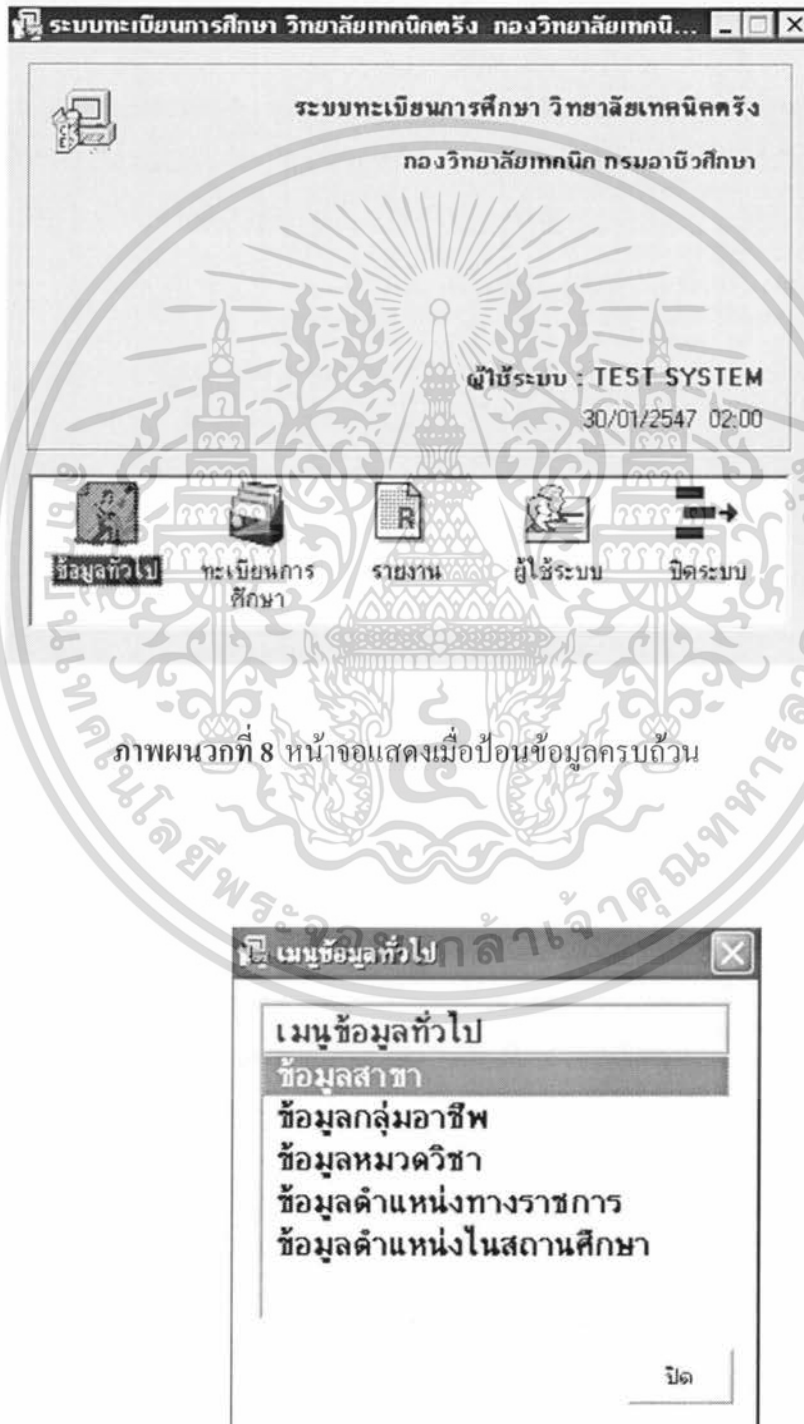 ระบบทะเบียนการศึกษา วิทยาลัยเทคนิคตรัง กองวิทยาลัยเทคนิ...
ระบบทะเบียนการศึกษา วิทยาลัยเทคนิคตรัง
กองวิทยาลัยเทคนิค กรมอาชีวศึกษา
ผู้ใช้ระบบ : TEST SYSTEM
30/01/2547 02:00
ข้อมูลทั่วไป ทะเบียนการ รายงาน ผู้ใช้ระบบ ปิดระบบ
ศึกษา
ภาพผนวกที่ 8 หน้าจอแสดงเมื่อป้อนข้อมูลครบถ้วน
เมนูข้อมูลทั่วไป
เมนูข้อมูลทั่วไป
ข้อมูลสาขา
ข้อมูลกลุ่มอาชีพ
ข้อมูลหมวดวิชา
ข้อมูลตำแหน่งทางราชการ
ข้อมูลตำแหน่งในสถานศึกษา
ปิด